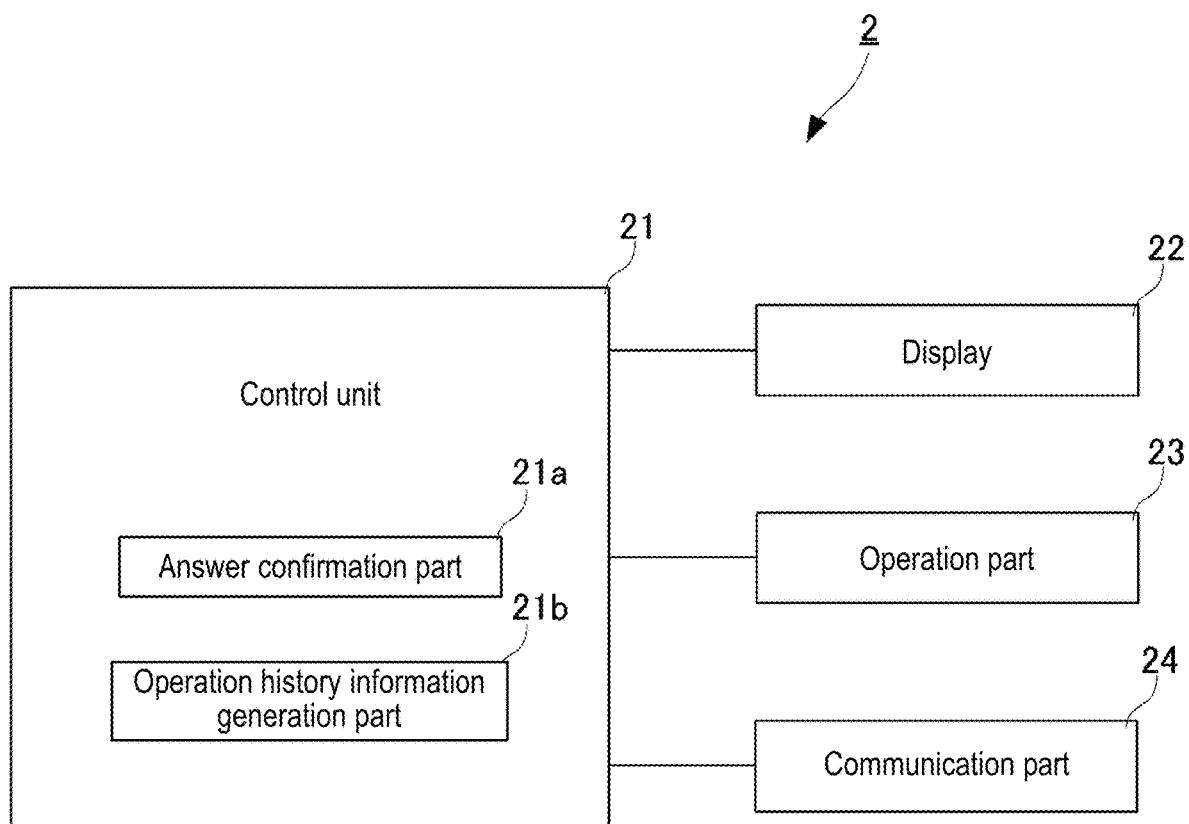 2
21
22
Display
Control unit
23
21a
Operation part
Answer confirmation part
21b
Operation history information
generation part
24
Communication part